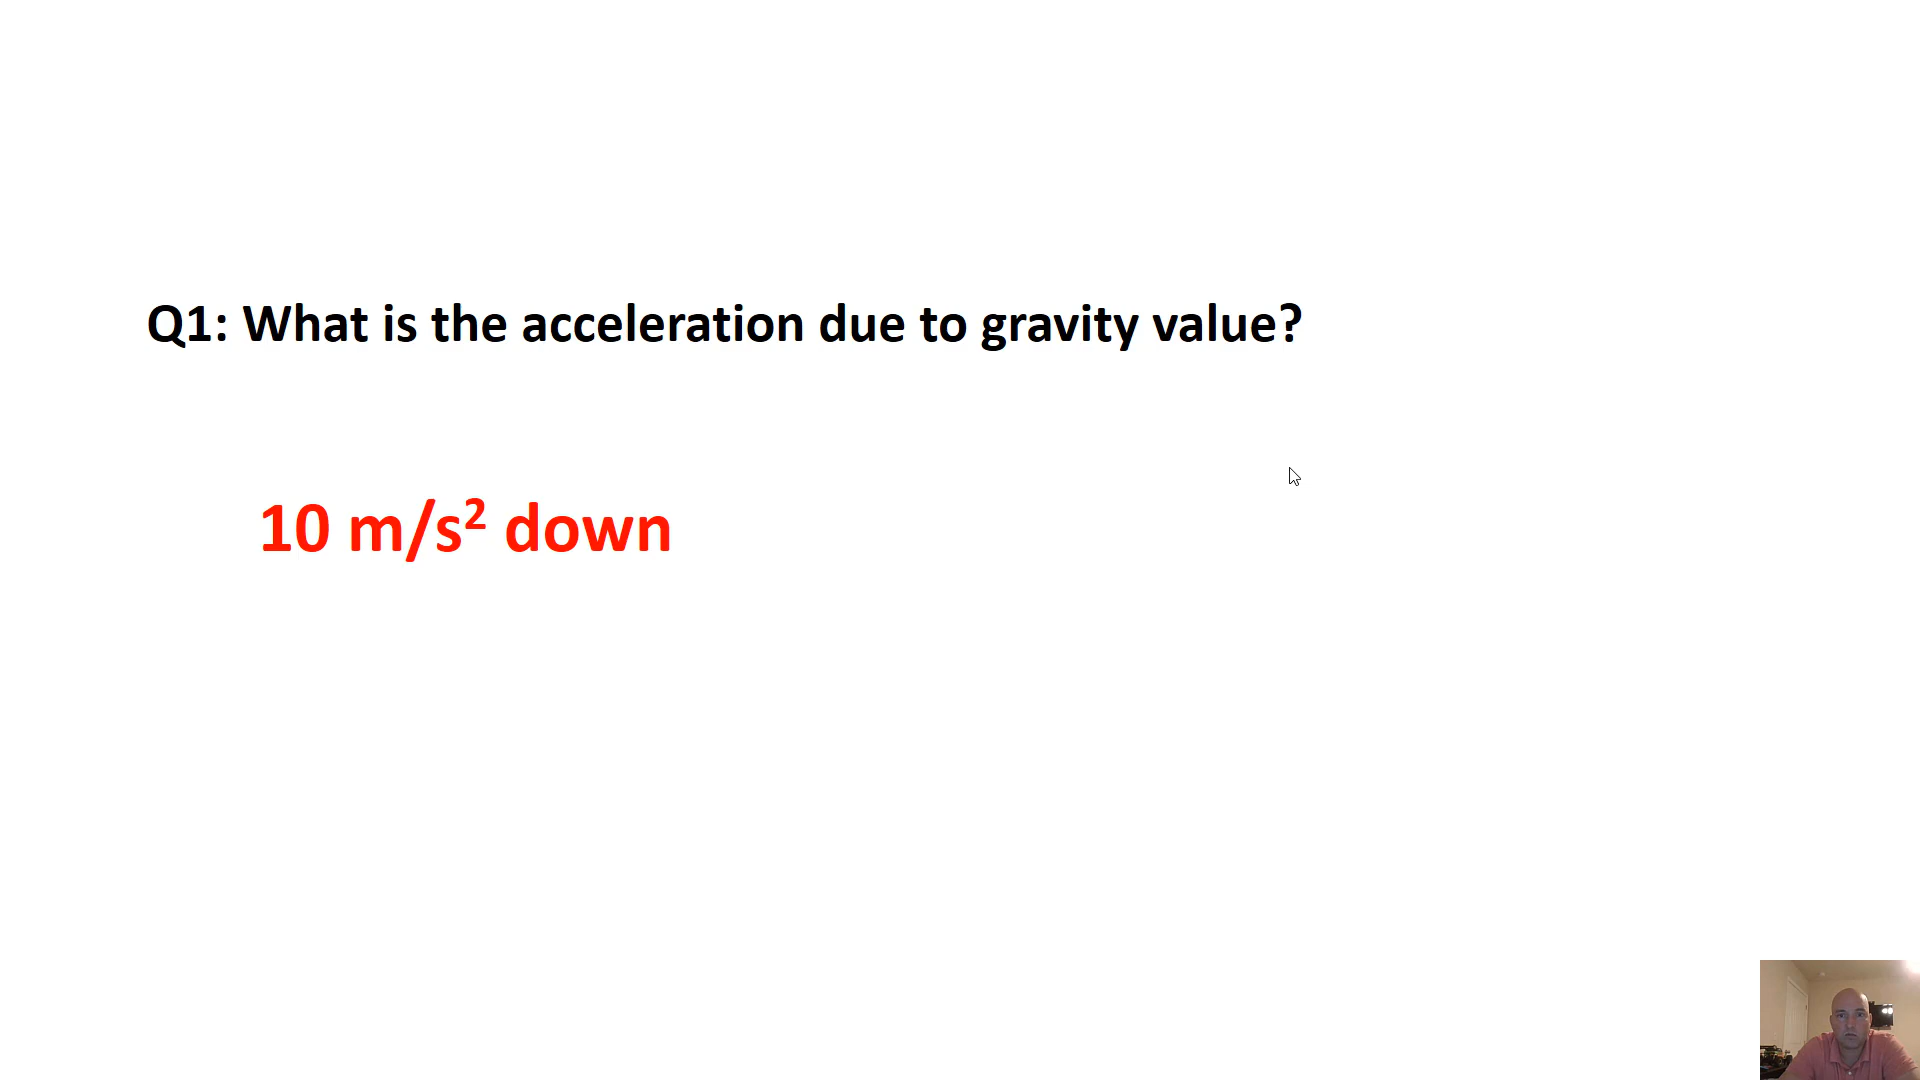 Q1: What is the acceleration due to gravity value?
10 m/s² down